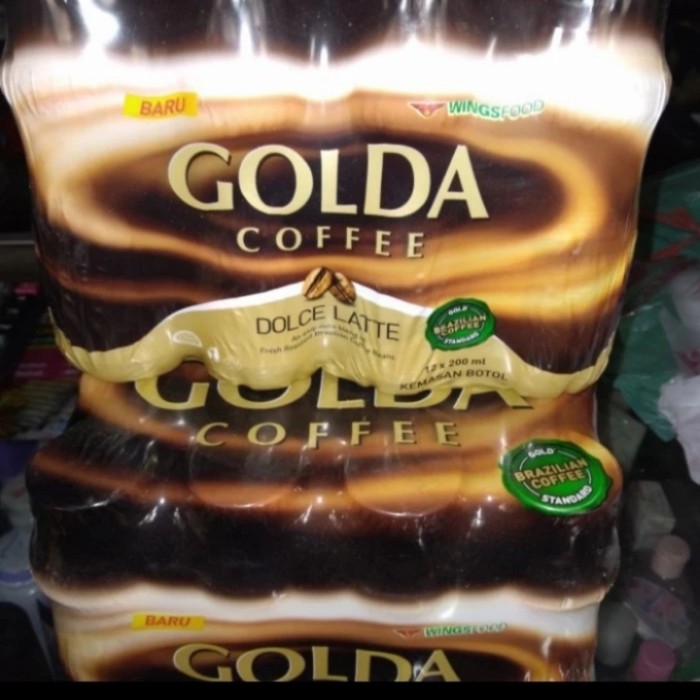 BARU
WINGSFOOD
GOLDA
COFFEE
DOLCE LATTE
GOLD
BRAZILIAN
COFFEE
STANDARD
12 x 200 ml
KEMASAN BOTOL
GOLDA
COFFEE
GOLD
BRAZILIAN
COFFEE
STANDARD
BARU
WINGSFOOD
GOLDA